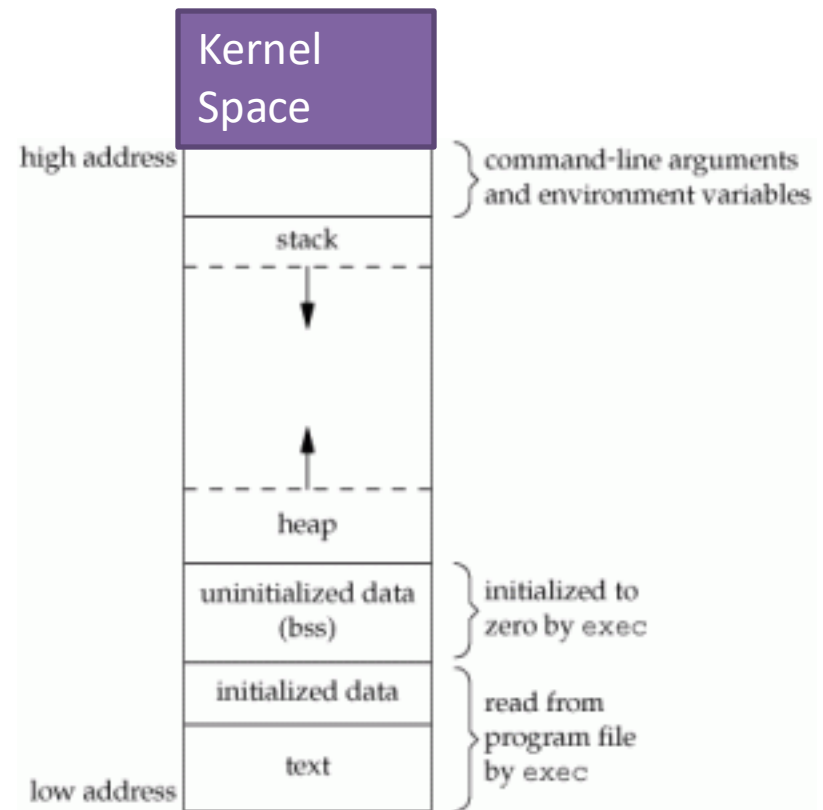 Kernel
Space
high address
command-line arguments
and environment variables
stack
heap
uninitialized data
(bss)
initialized to
zero by exec
initialized data
read from
program file
by exec
text
low address